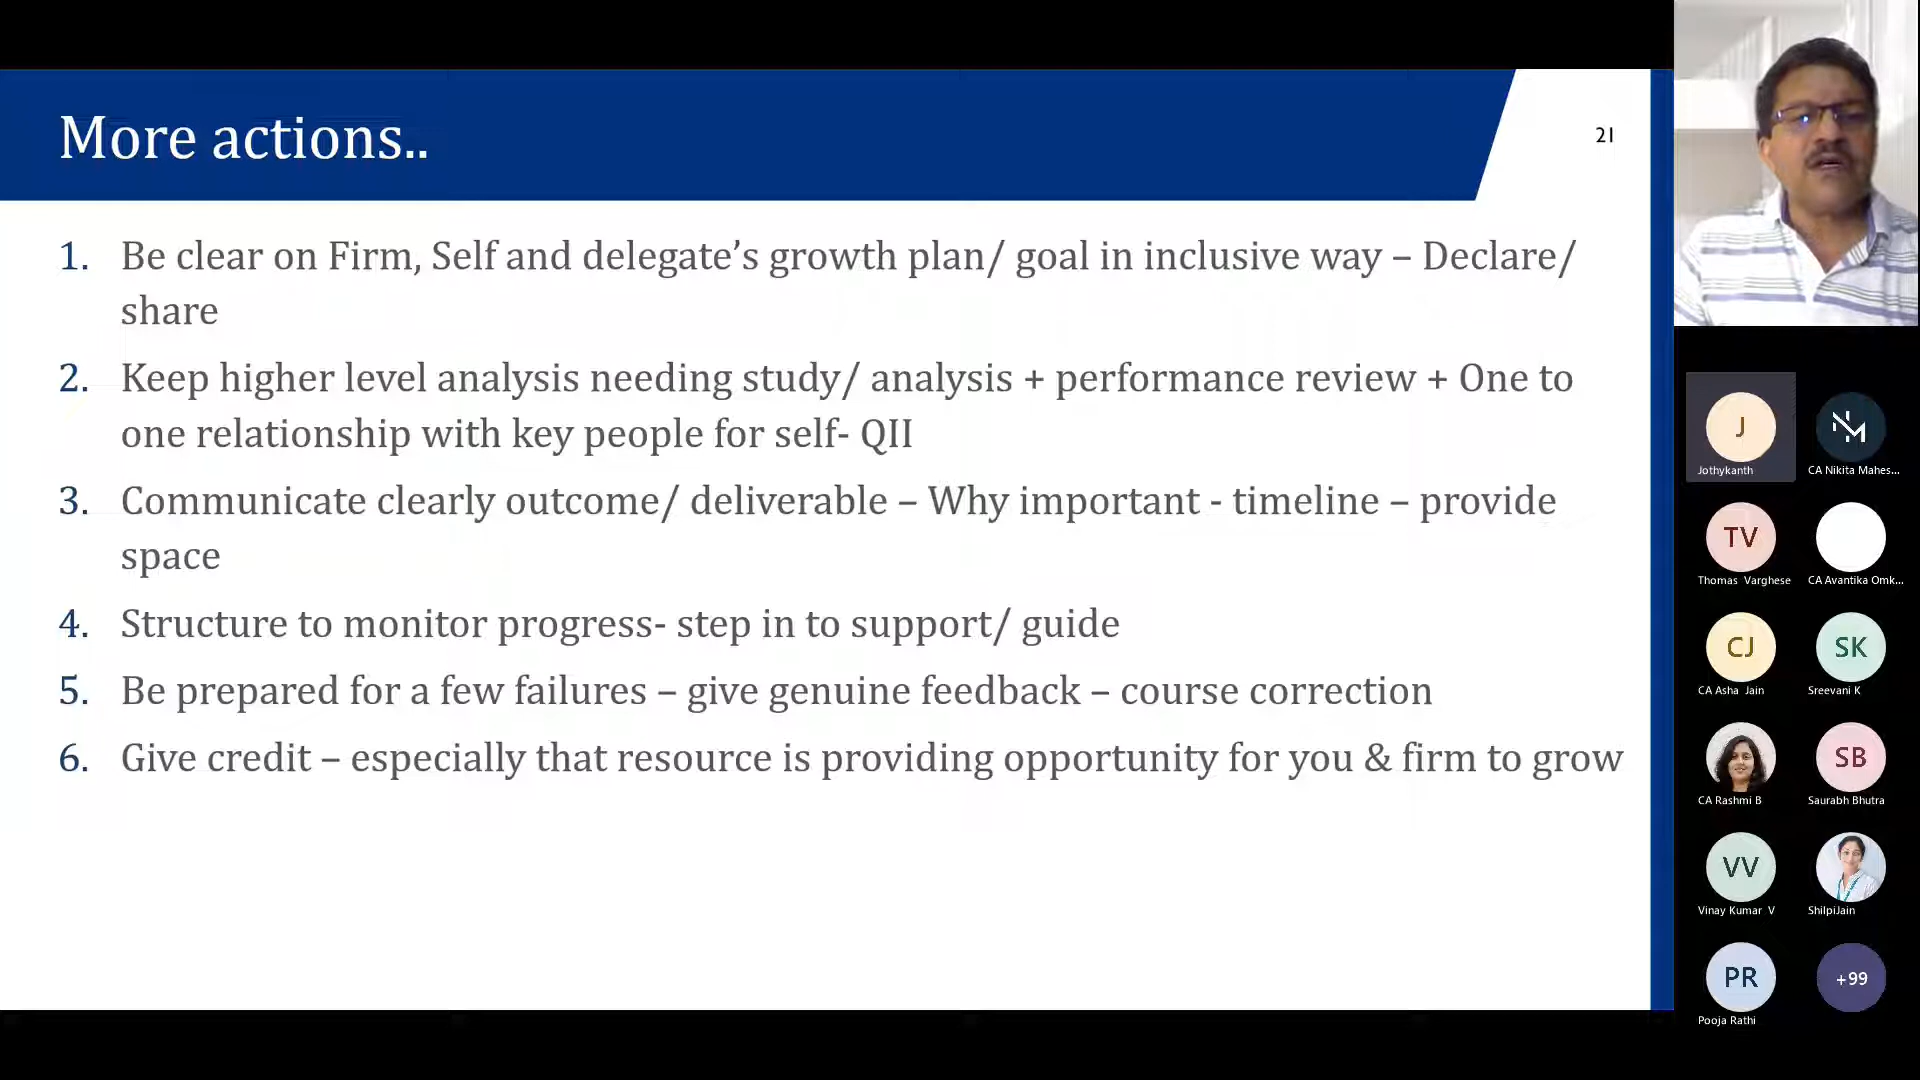 More actions..
21
1. Be clear on Firm, Self and delegate’s growth plan/ goal in inclusive way – Declare/
share
2. Keep higher level analysis needing study/ analysis + performance review + One to
one relationship with key people for self- QII
3. Communicate clearly outcome/ deliverable – Why important - timeline – provide
space
4. Structure to monitor progress- step in to support/ guide
5. Be prepared for a few failures – give genuine feedback – course correction
6. Give credit – especially that resource is providing opportunity for you & firm to grow
J
Jothykanth
CA Nikita Mahes...
TV
Thomas Varghese
CA Avantika Omk...
CJ
CA Asha Jain
SK
Sreevani K
CA Rashmi B
SB
Saurabh Bhutra
VV
Vinay Kumar V
ShilpiJain
PR
Pooja Rathi
+99